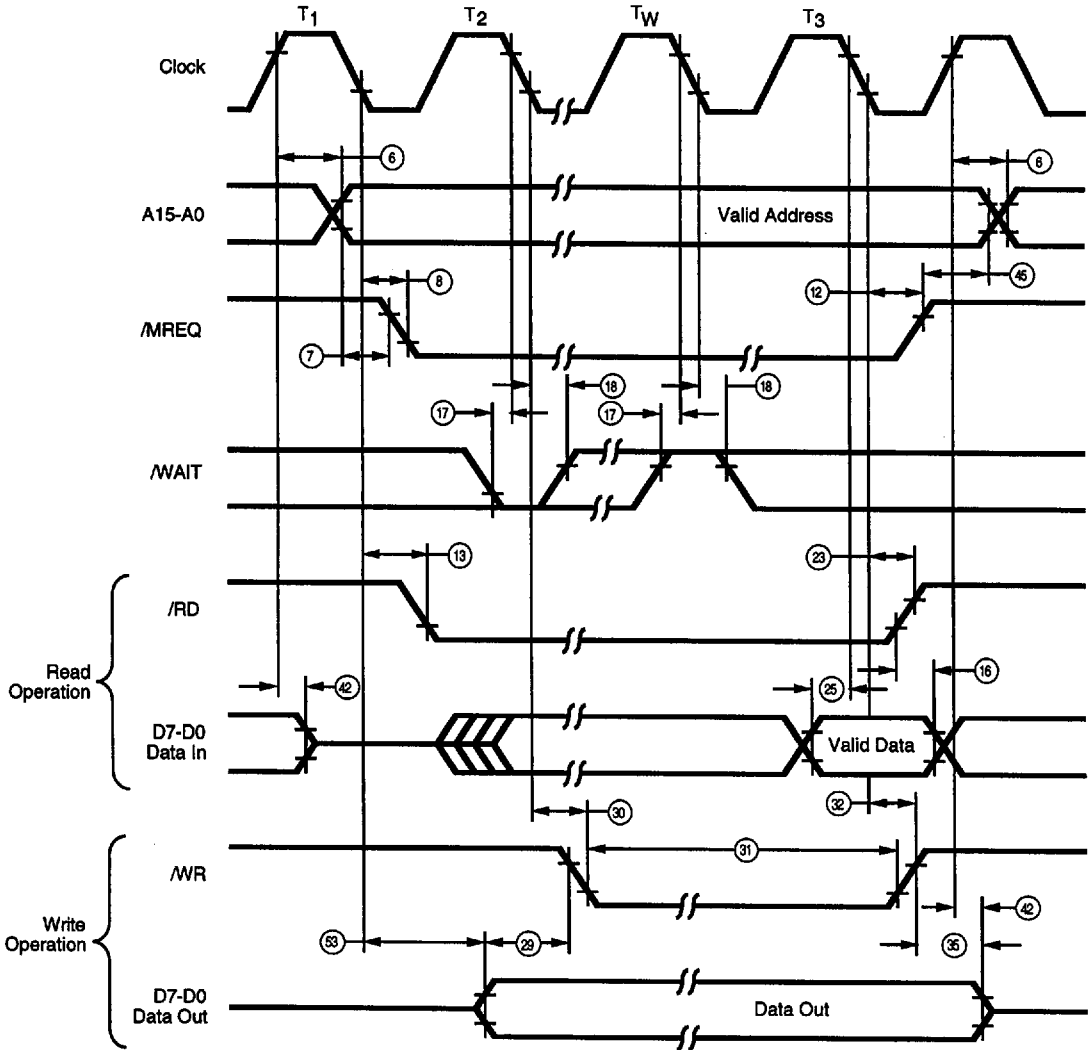 T1 T2 TW T3
Clock
6 6
A15-A0 Valid Address
8 12 45
/MREQ
7
18 18
17 17
/WAIT
13 23
/RD
Read
Operation
42 25 16
D7-D0
Data In Valid Data
30 32
31
/WR
42
Write
Operation
53 29 35
D7-D0
Data Out Data Out